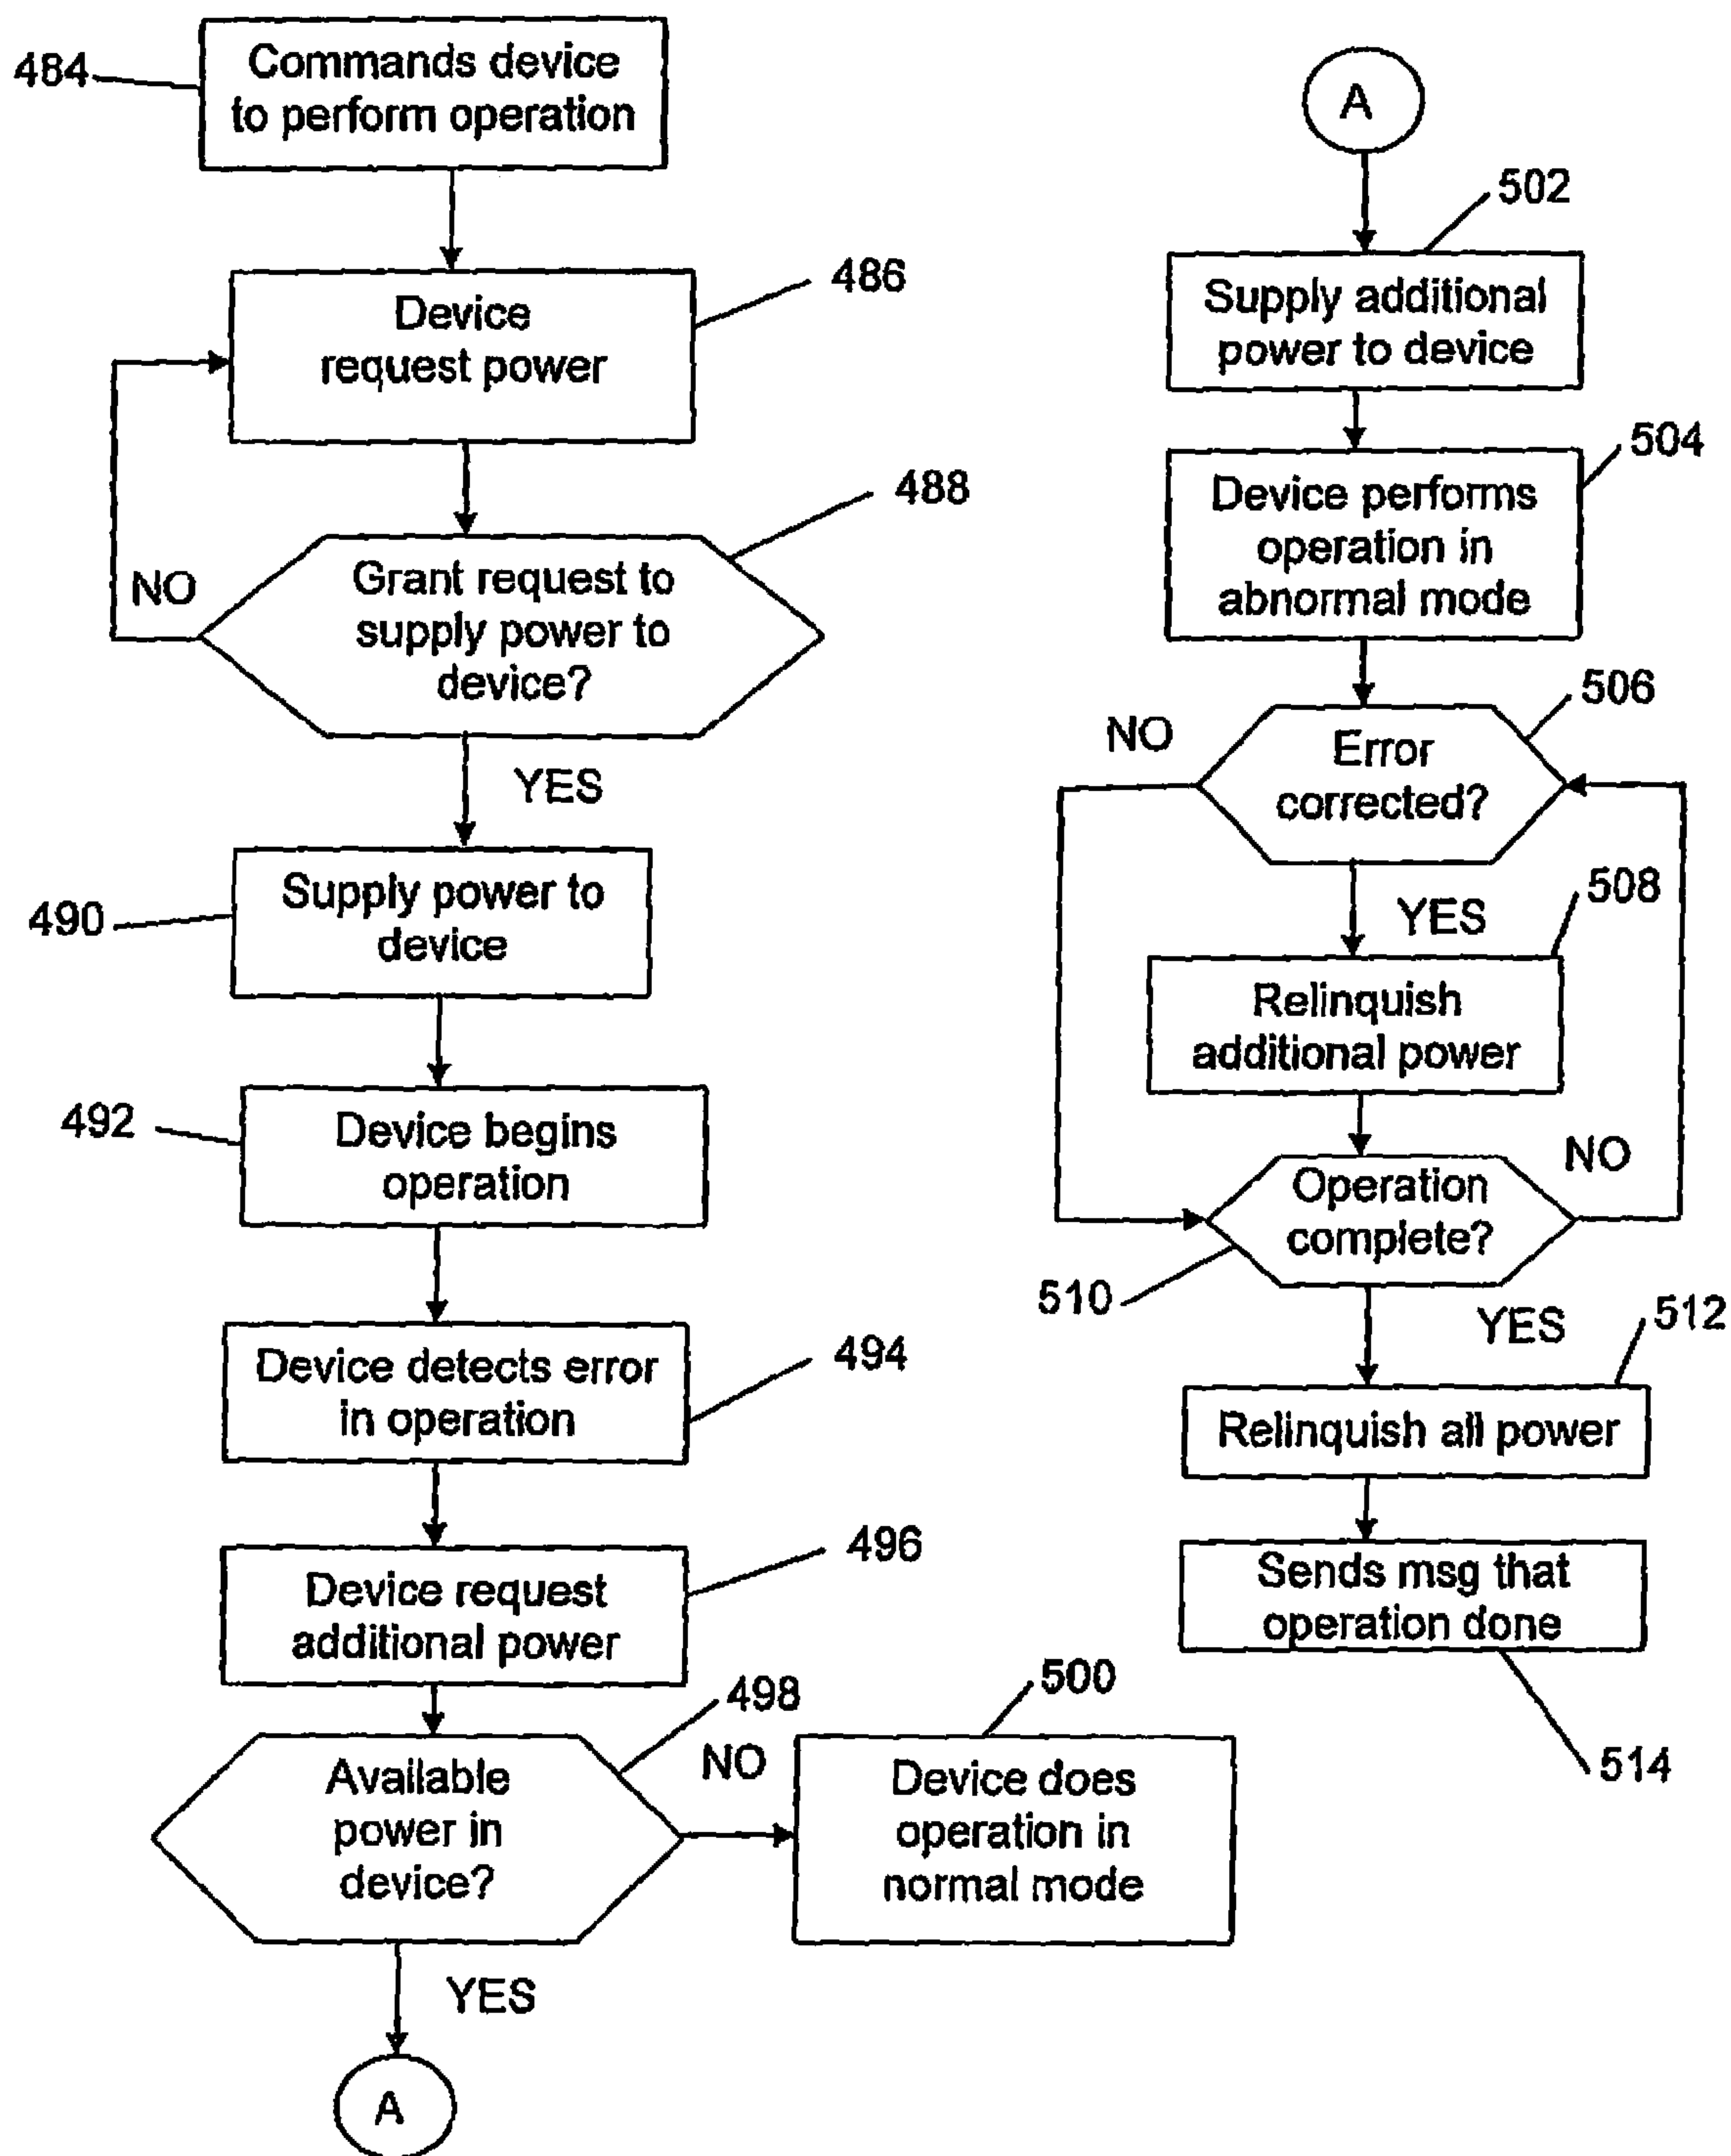 484
Commands device
to perform operation
486
Device
request power
488
Grant request to
supply power to
device?
NO
YES
490
Supply power to
device
492
Device begins
operation
494
Device detects error
in operation
496
Device request
additional power
498
Available
power in
device?
NO
500
Device does
operation in
normal mode
YES
A
A
502
Supply additional
power to device
504
Device performs
operation in
abnormal mode
506
Error
corrected?
NO
YES
508
Relinquish
additional power
510
Operation
complete?
NO
YES
512
Relinquish all power
Sends msg that
operation done
514